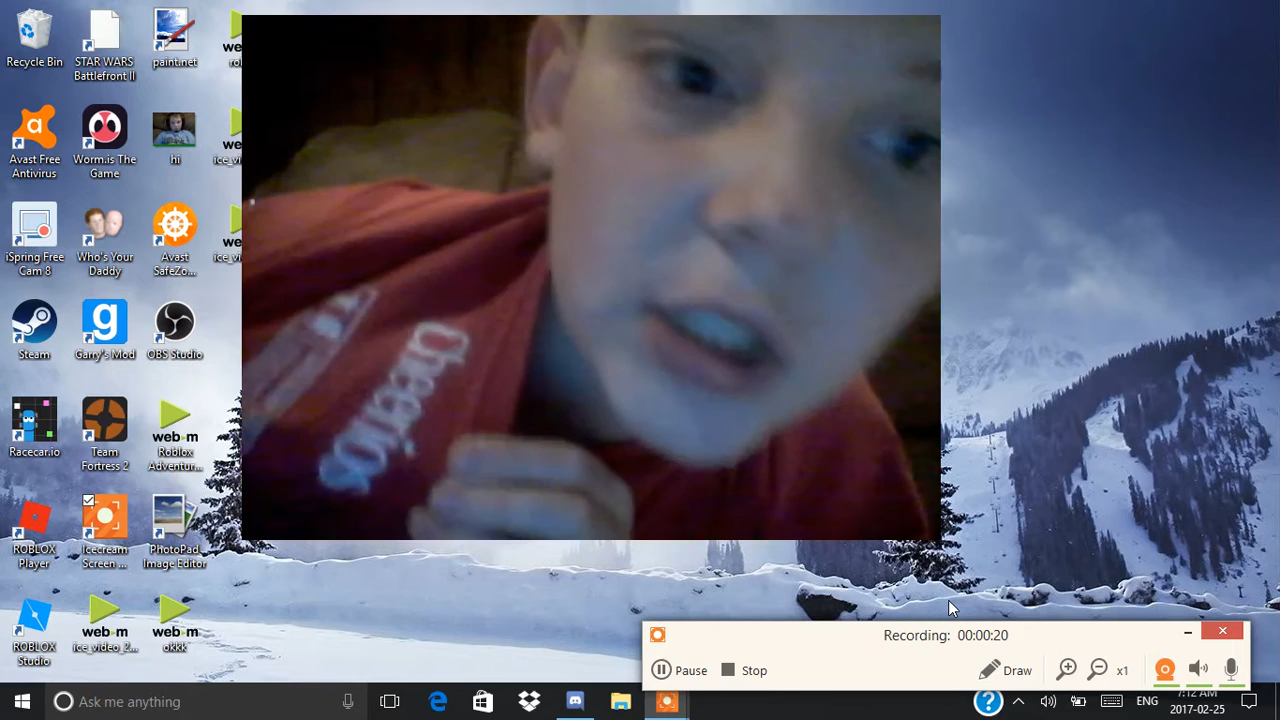 Recycle Bin
STAR WARS
Battlefront II
paint.net
Avast Free
Antivirus
Worm.is The
Game
hi
ice_vi
iSpring Free
Cam 8
Who's Your
Daddy
Avast
SafeZo...
ice_vi
Steam
Garry's Mod
OBS Studio
Racecar.io
Team
Fortress 2
web-m
Roblox
Adventur...
ROBLOX
Player
Icecream
Screen ...
PhotoPad
Image Editor
ROBLOX
Studio
web-m
ice_video_2...
web-m
okkk
Cheerios
Recording: 00:00:20
Pause
Stop
Draw
x1
Ask me anything
ENG
7:12 AM
2017-02-25